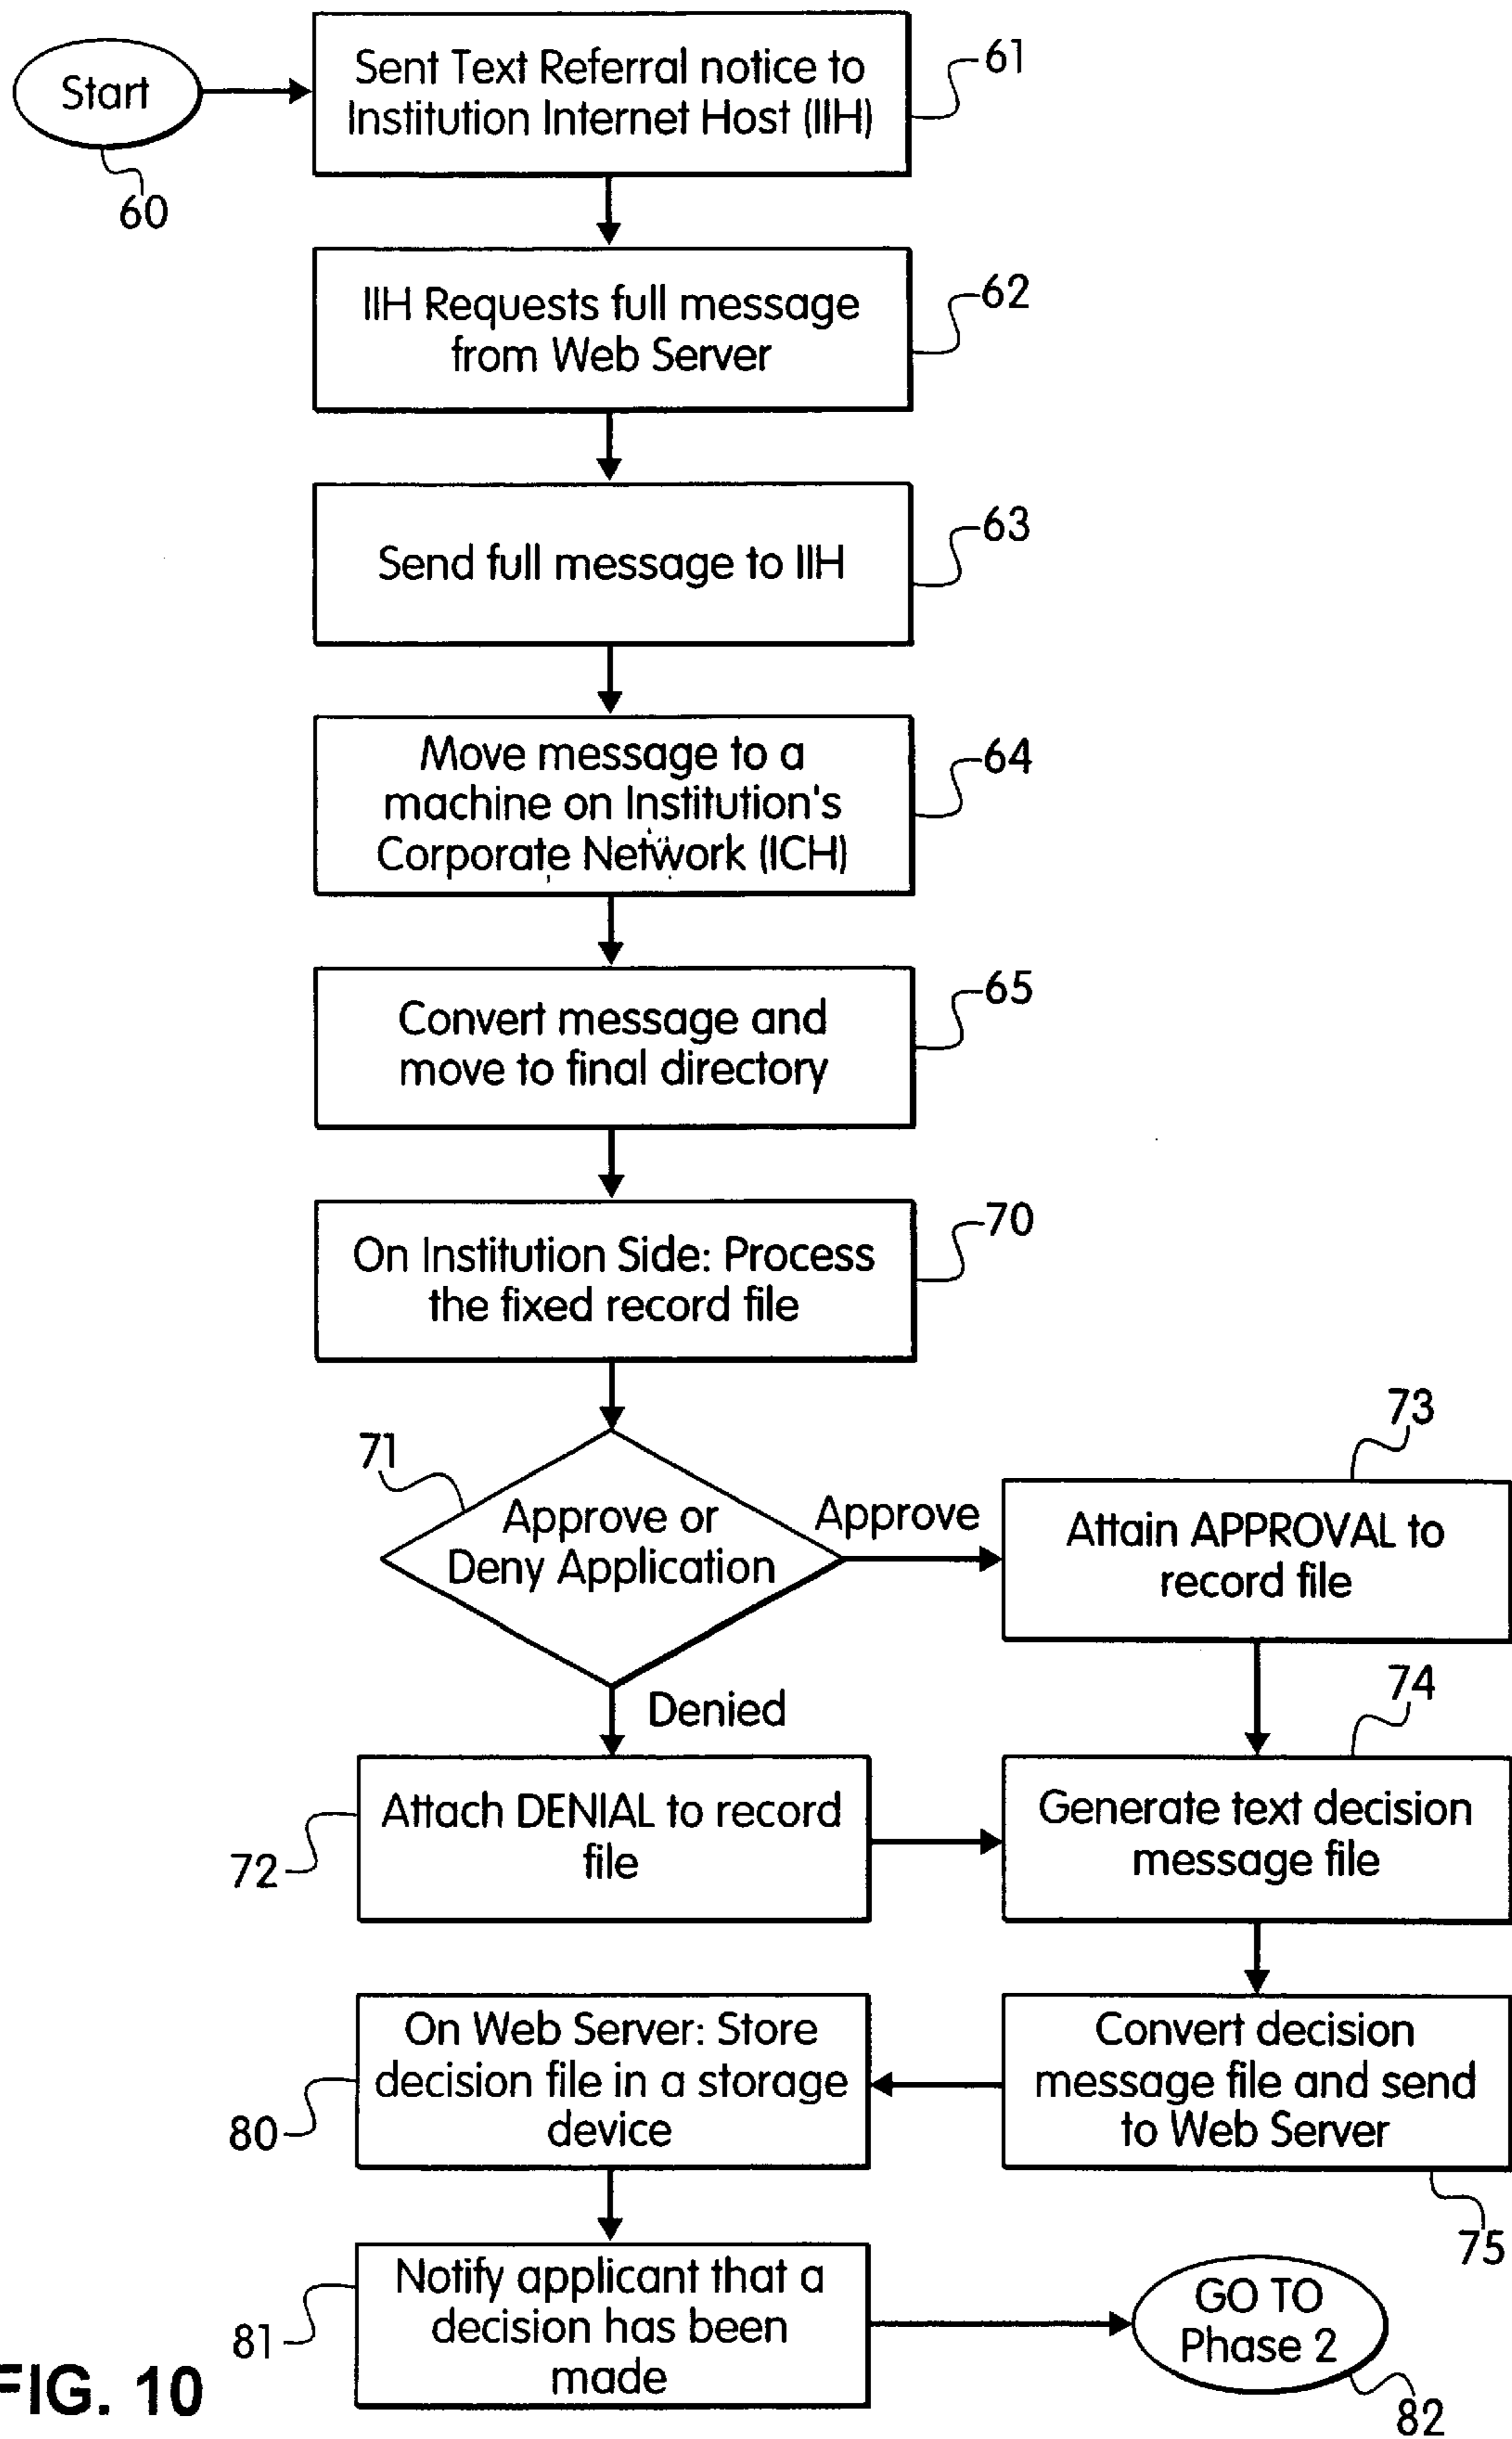 Start
60
Sent Text Referral notice to
Institution Internet Host (IIH)
61
IIH Requests full message
from Web Server
62
Send full message to IIH
63
Move message to a
machine on Institution's
Corporate Network (ICH)
64
Convert message and
move to final directory
65
On Institution Side: Process
the fixed record file
70
71
Approve or
Deny Application
Approve
Denied
73
Attain APPROVAL to
record file
72
Attach DENIAL to record
file
74
Generate text decision
message file
Convert decision
message file and send
to Web Server
75
On Web Server: Store
decision file in a storage
device
80
Notify applicant that a
decision has been
made
81
GO TO
Phase 2
82
FIG. 10